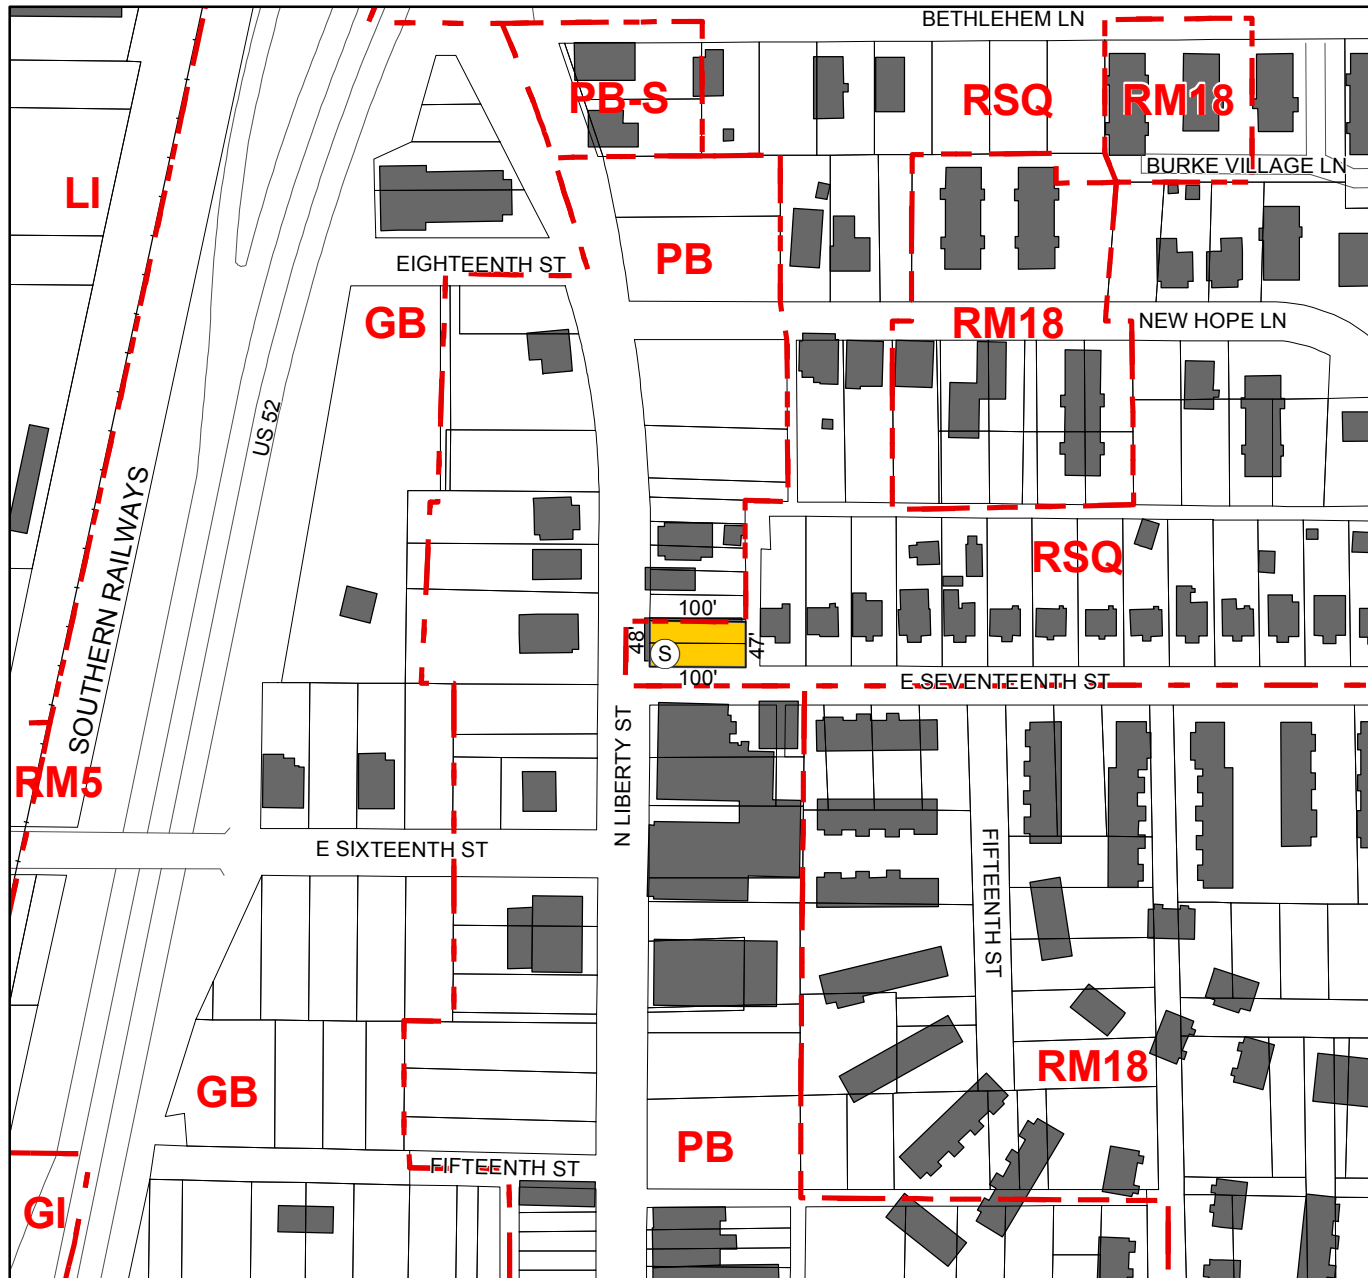 BETHLEHEM LN
PB-S
RSQ
RM18
BURKE VILLAGE LN
LI
EIGHTEENTH ST
PB
GB
RM18
NEW HOPE LN
US 52
SOUTHERN RAILWAYS
RSQ
100'
48'
S
47'
100'
E SEVENTEENTH ST
N LIBERTY ST
RM5
E SIXTEENTH ST
FIFTEENTH ST
RM18
GB
PB
FIFTEENTH ST
GI